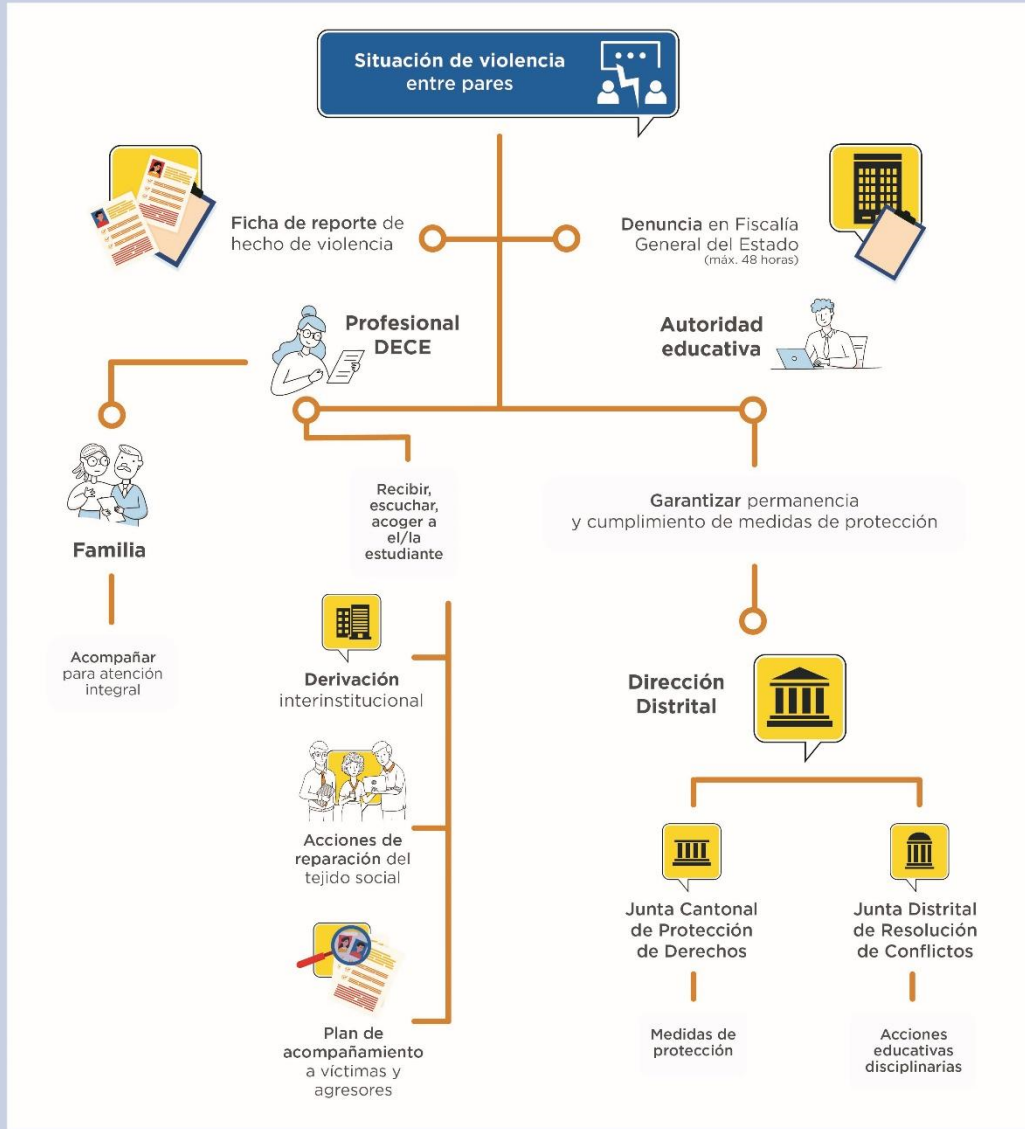 Situación de violencia
entre pares
Ficha de reporte de
hecho de violencia
Denuncia en Fiscalía
General del Estado
(máx. 48 horas)
Profesional
DECE
Autoridad
educativa
Familia
Acompañar
para atención
integral
Recibir,
escuchar,
acoger a
el/la
estudiante
Garantizar permanencia
y cumplimiento de medidas de protección
Derivación
interinstitucional
Acciones de
reparación del
tejido social
Plan de
acompañamiento
a víctimas y
agresores
Dirección
Distrital
Junta Cantonal
de Protección
de Derechos
Junta Distrital
de Resolución
de Conflictos
Medidas de
protección
Acciones
educativas
disciplinarias